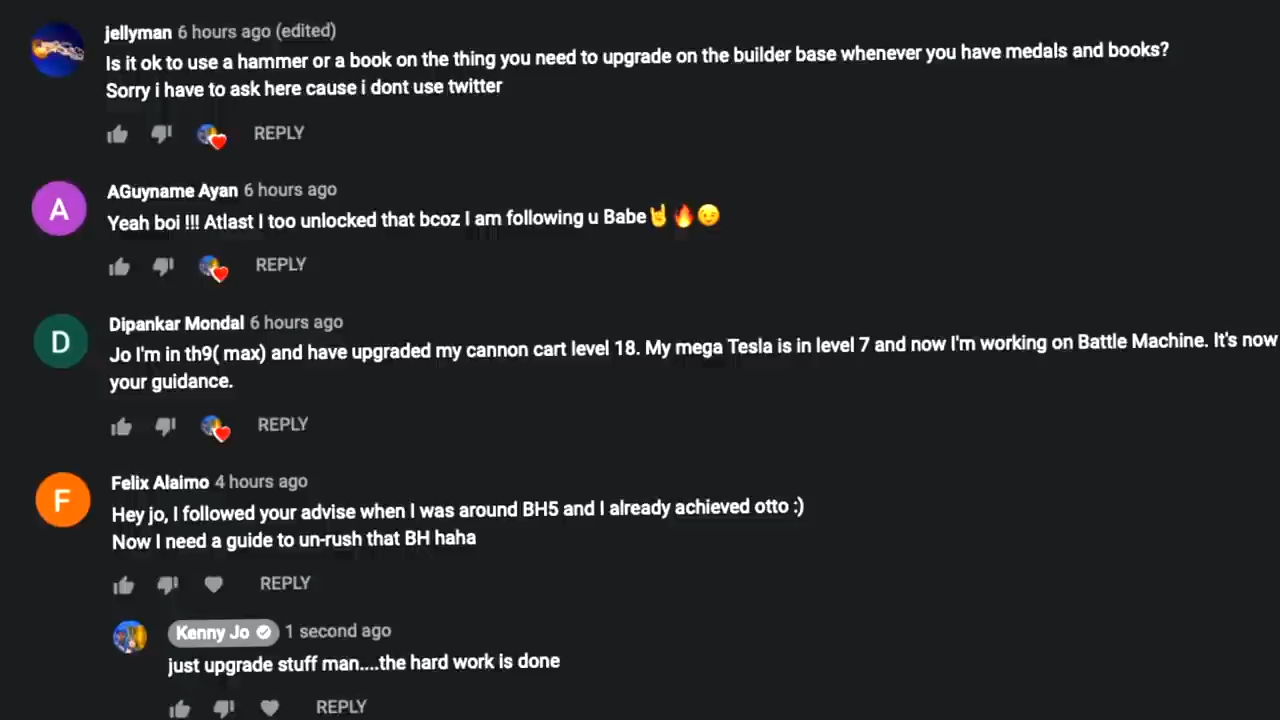 jellyman 6 hours ago (edited)
Is it ok to use a hammer or a book on the thing you need to upgrade on the builder base whenever you have medals and books?
Sorry i have to ask here cause i dont use twitter
REPLY
A
AGuyname Ayan 6 hours ago
Yeah boi !!! Atlast I too unlocked that bcoz I am following u Babe🤘🔥😉
REPLY
D
Dipankar Mondal 6 hours ago
Jo I'm in th9( max) and have upgraded my cannon cart level 18. My mega Tesla is in level 7 and now I'm working on Battle Machine. It's now
your guidance.
REPLY
F
Felix Alaimo 4 hours ago
Hey jo, I followed your advise when I was around BH5 and I already achieved otto :)
Now I need a guide to un-rush that BH haha
REPLY
Kenny Jo 1 second ago
just upgrade stuff man....the hard work is done
REPLY